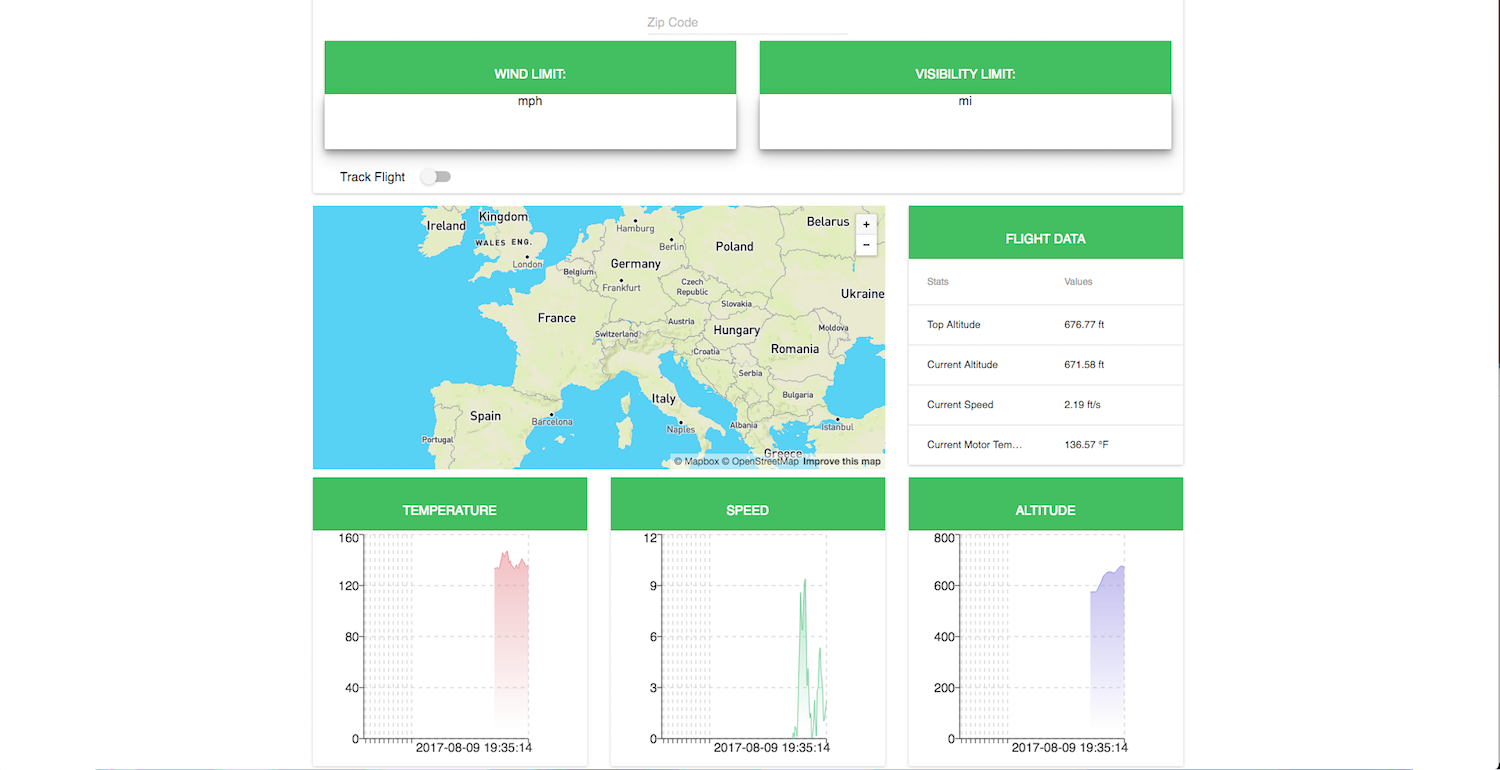 Zip Code
WIND LIMIT:
mph
VISIBILITY LIMIT:
mi
Track Flight
Ireland
Kingdom
WALES ENG.
London
Hamburg
Berlin
Poland
Belarus
+
−
Belgium
Germany
Frankfurt
Czech
Republic
Ukraine
Slovakia
France
Switzerland
Austria
Hungary
Moldova
Romania
Croatia
Serbia
Bulgaria
Italy
Spain
Barcelona
Portugal
Naples
Albania
Istanbul
Greece
© Mapbox © OpenStreetMap Improve this map
FLIGHT DATA
Stats Values
Top Altitude 676.77 ft
Current Altitude 671.58 ft
Current Speed 2.19 ft/s
Current Motor Tem... 136.57 °F
TEMPERATURE
160
120
80
40
0
2017-08-09 19:35:14
SPEED
12
9
6
3
0
2017-08-09 19:35:14
ALTITUDE
800
600
400
200
0
2017-08-09 19:35:14